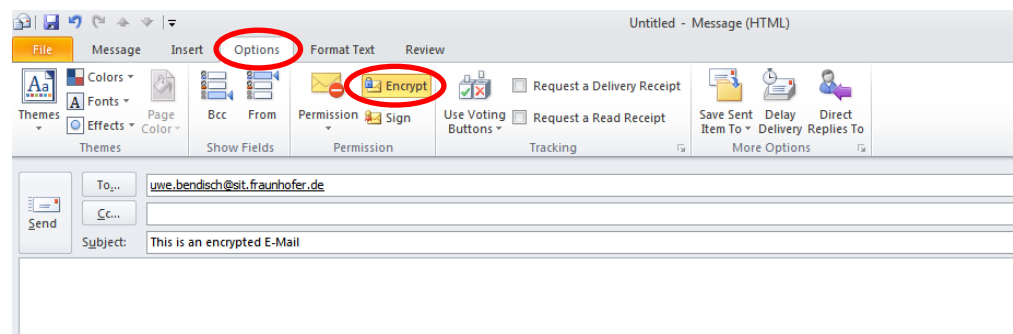 Untitled - Message (HTML)
File Message Insert Options Format Text Review
Themes
Colors
Fonts
Effects
Page Color
Themes
Bcc From
Show Fields
Permission
Encrypt
Sign
Permission
Use Voting Buttons
Request a Delivery Receipt
Request a Read Receipt
Tracking
Save Sent Item To
Delay Delivery
Direct Replies To
More Options
Send
To...
uwe.bendisch@sit.fraunhofer.de
Cc...
Subject: This is an encrypted E-Mail